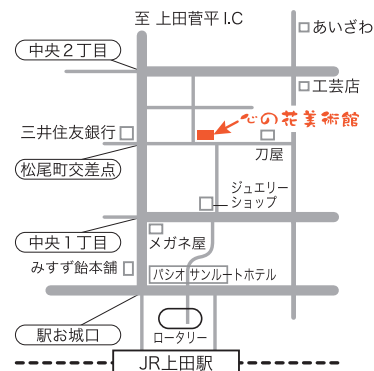 至 上田菅平 I.C
あいざわ
中央2丁目
工芸店
心の花美術館
三井住友銀行
刀屋
松尾町交差点
ジュエリー
ショップ
中央1丁目
メガネ屋
みすず飴本舗
パシオ サンルートホテル
駅お城口
ロータリー
JR上田駅